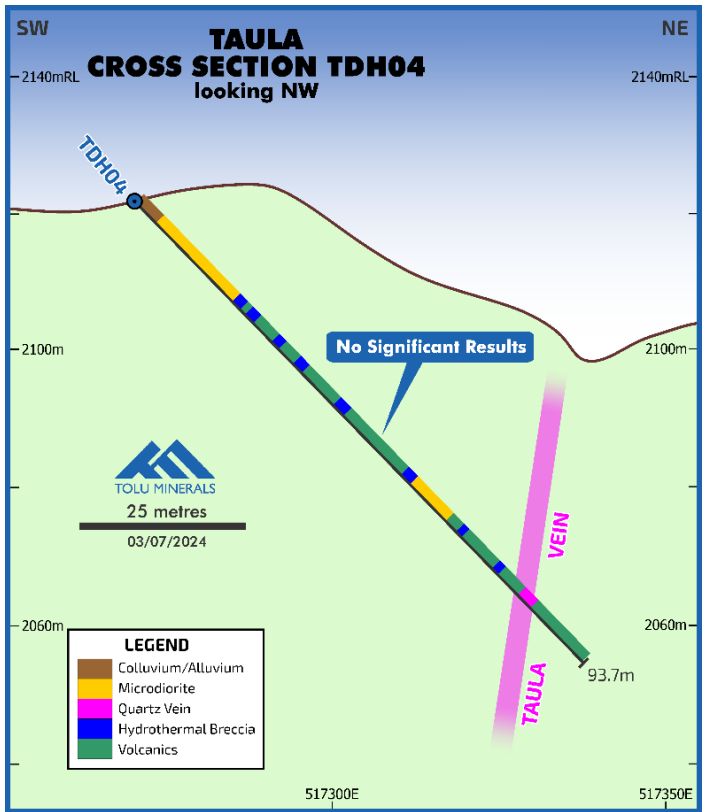 SW
NE
TAULA
CROSS SECTION TDH04
looking NW
2140mRL
2140mRL
TDH04
2100m
2100m
No Significant Results
TOLU MINERALS
25 metres
03/07/2024
VEIN
TAULA
2060m
2060m
93.7m
LEGEND
Colluvium/Alluvium
Microdiorite
Quartz Vein
Hydrothermal Breccia
Volcanics
517300E
517350E